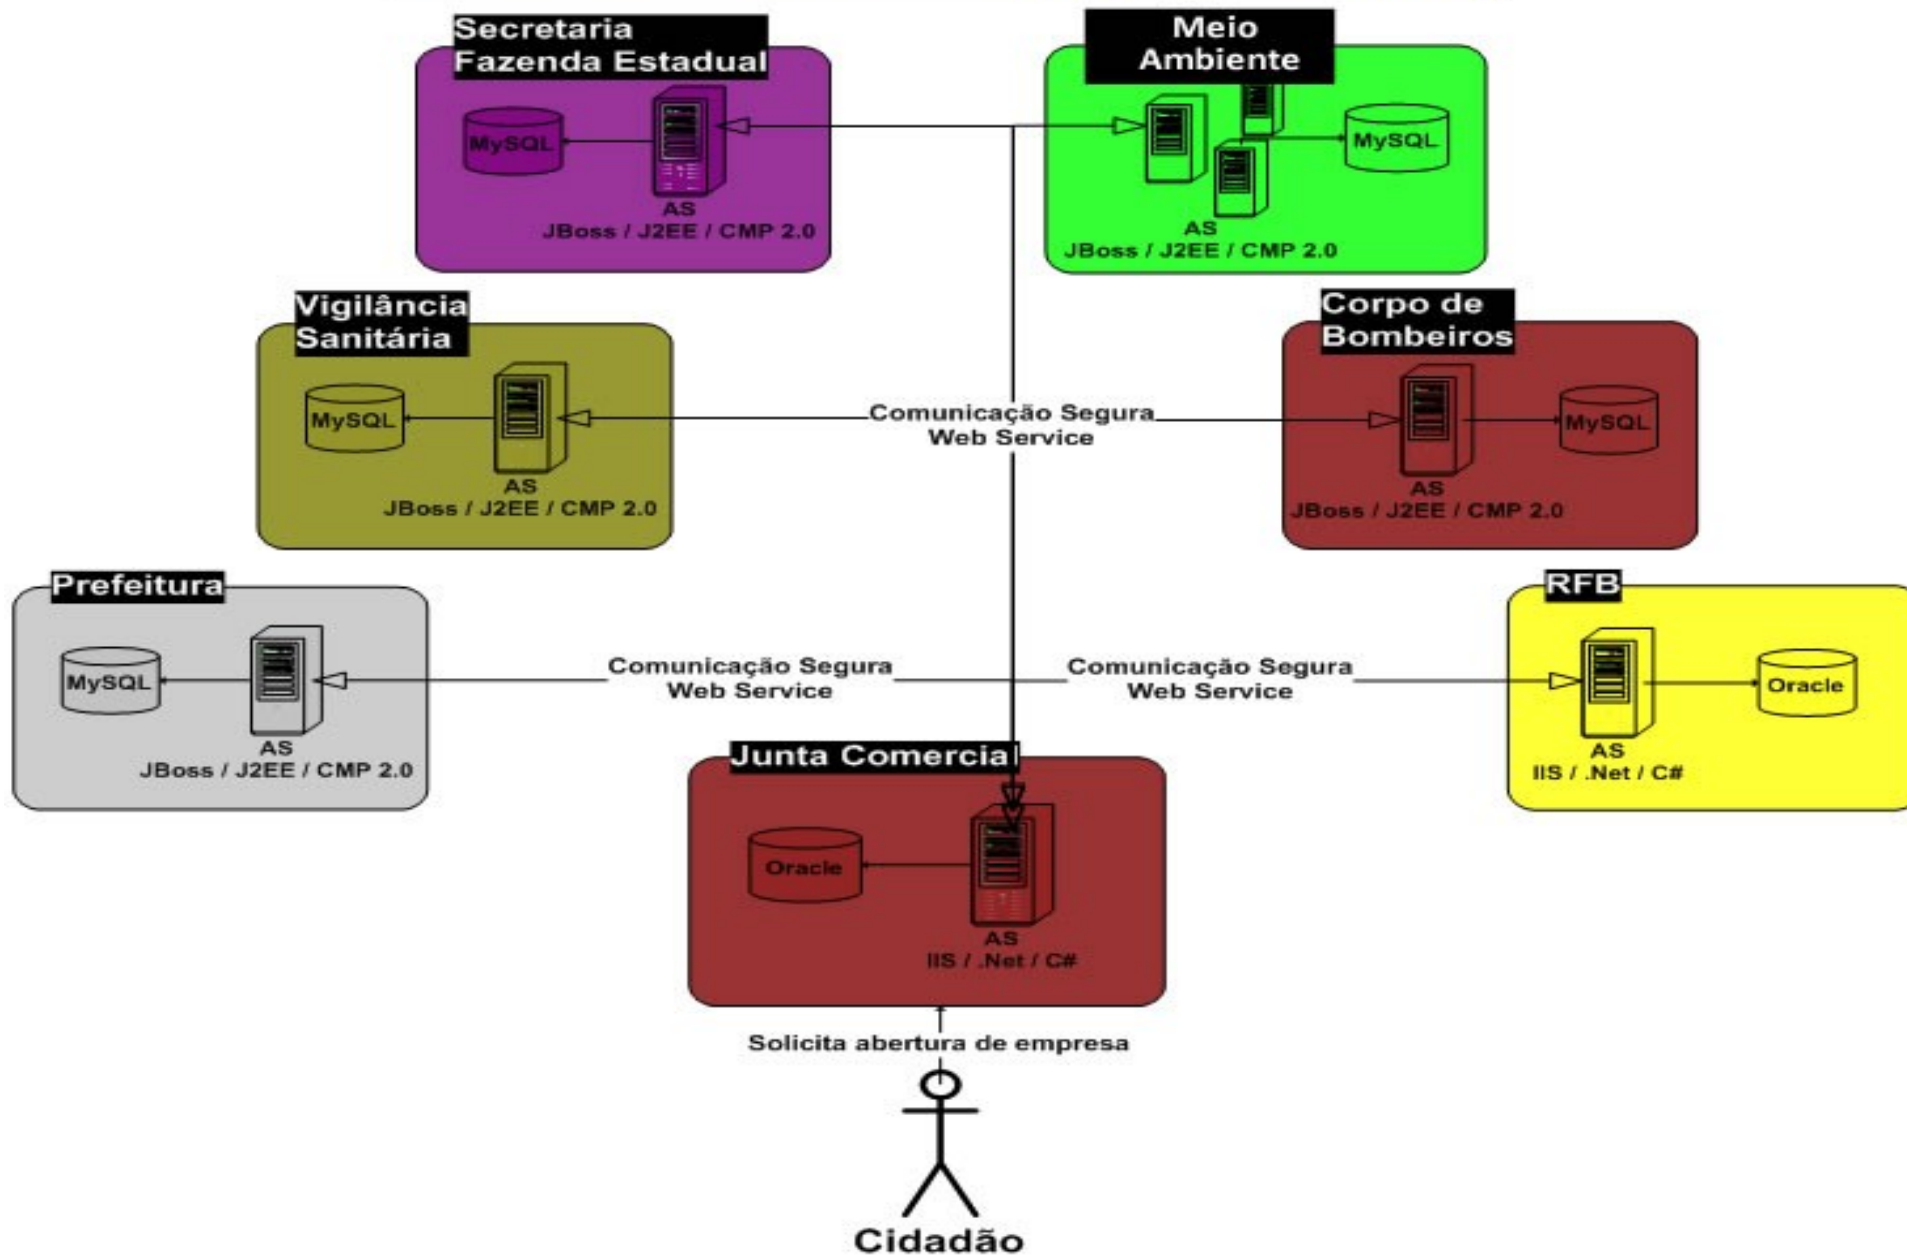 Secretaria
Fazenda Estadual
MySQL
AS
JBoss / J2EE / CMP 2.0
Meio
Ambiente
MySQL
AS
JBoss / J2EE / CMP 2.0
Vigilância
Sanitária
MySQL
AS
JBoss / J2EE / CMP 2.0
Comunicação Segura
Web Service
Corpo de
Bombeiros
MySQL
AS
JBoss / J2EE / CMP 2.0
Prefeitura
MySQL
AS
JBoss / J2EE / CMP 2.0
Comunicação Segura
Web Service
Comunicação Segura
Web Service
RFB
Oracle
AS
IIS / .Net / C#
Junta Comercial
Oracle
AS
IIS / .Net / C#
Solicita abertura de empresa
Cidadão